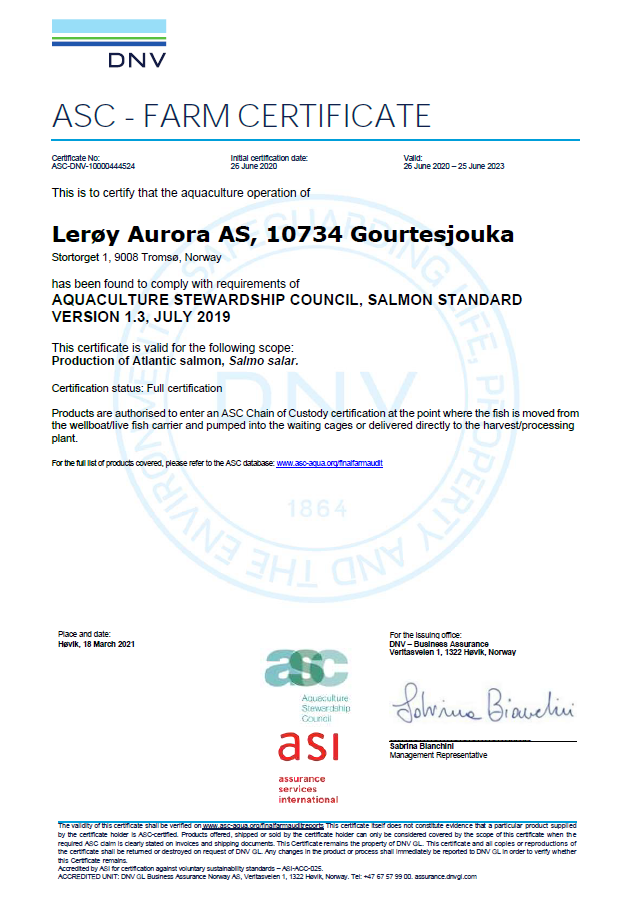 DNV
ASC - FARM CERTIFICATE
Certificate No:
ASC-DNV-10000444524
Initial certification date:
26 June 2020
Valid:
26 June 2020 – 25 June 2023
This is to certify that the aquaculture operation of
Lerøy Aurora AS, 10734 Gourtesjouka
Stortorget 1, 9008 Tromsø, Norway
has been found to comply with requirements of
AQUACULTURE STEWARDSHIP COUNCIL, SALMON STANDARD
VERSION 1.3, JULY 2019
This certificate is valid for the following scope:
Production of Atlantic salmon, Salmo salar.
Certification status: Full certification
Products are authorised to enter an ASC Chain of Custody certification at the point where the fish is moved from
the wellboat/live fish carrier and pumped into the waiting cages or delivered directly to the harvest/processing
plant.
For the full list of products covered, please refer to the ASC database: www.asc-aqua.org/finalfarmaudit
SAFEGUARDING LIFE, PROPERTY AND THE ENVIRONMENT
DNV
1864
Place and date:
Høvik, 18 March 2021
For the issuing office:
DNV – Business Assurance
Veritasveien 1, 1322 Høvik, Norway
asc
Aquaculture
Stewardship
Council
asi
assurance
services
international
Sabrina Bianchini
Sabrina Bianchini
Management Representative
The validity of this certificate shall be verified on www.asc-aqua.org/finalfarmauditreports This certificate itself does not constitute evidence that a particular product supplied
by the certificate holder is ASC-certified. Products offered, shipped or sold by the certificate holder can only be considered covered by the scope of this certificate when the
required ASC claim is clearly stated on invoices and shipping documents. This Certificate remains the property of DNV GL. This certificate and all copies or reproductions of
the certificate shall be returned or destroyed on request of DNV GL. Any changes in the product or process shall immediately be reported to DNV GL in order to verify whether
this Certificate remains.
Accredited by ASI for certification against voluntary sustainability standards – ASI-ACC-025.
ACCREDITED UNIT: DNV GL Business Assurance Norway AS, Veritasveien 1, 1322 Høvik, Norway. Tel: +47 67 57 99 00. assurance.dnvgl.com